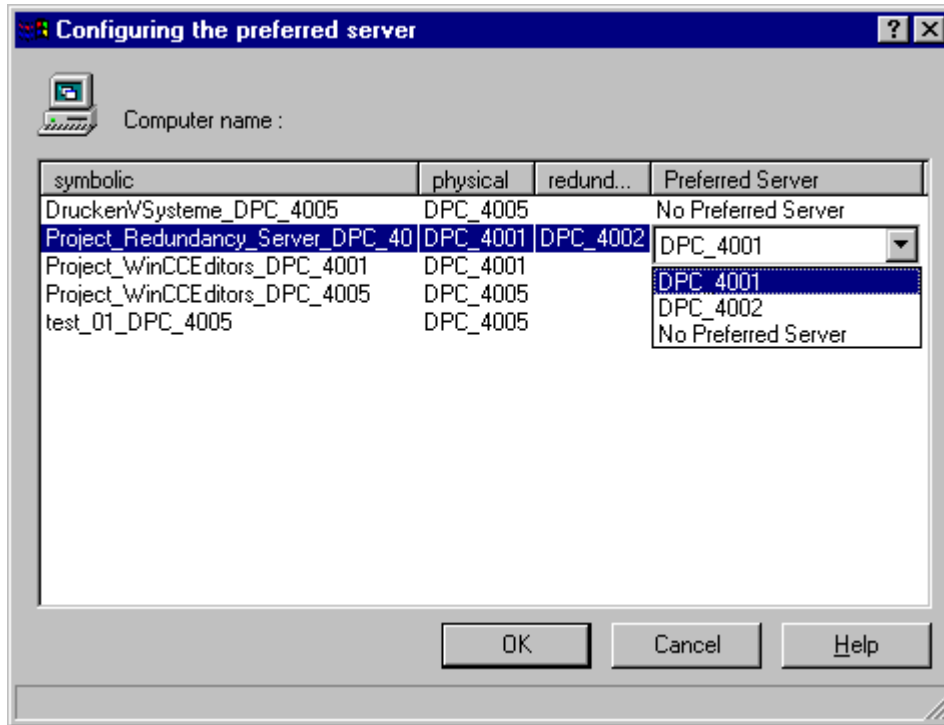 Configuring the preferred server
Computer name :
symbolic physical redund... Preferred Server
DruckenVSysteme_DPC_4005 DPC_4005 No Preferred Server
Project_Redundancy_Server_DPC_40 DPC_4001 DPC_4002 DPC_4001
Project_WinCCEditors_DPC_4001 DPC_4001 DPC_4001
Project_WinCCEditors_DPC_4005 DPC_4005 DPC_4002
test_01_DPC_4005 DPC_4005 No Preferred Server
OK Cancel Help